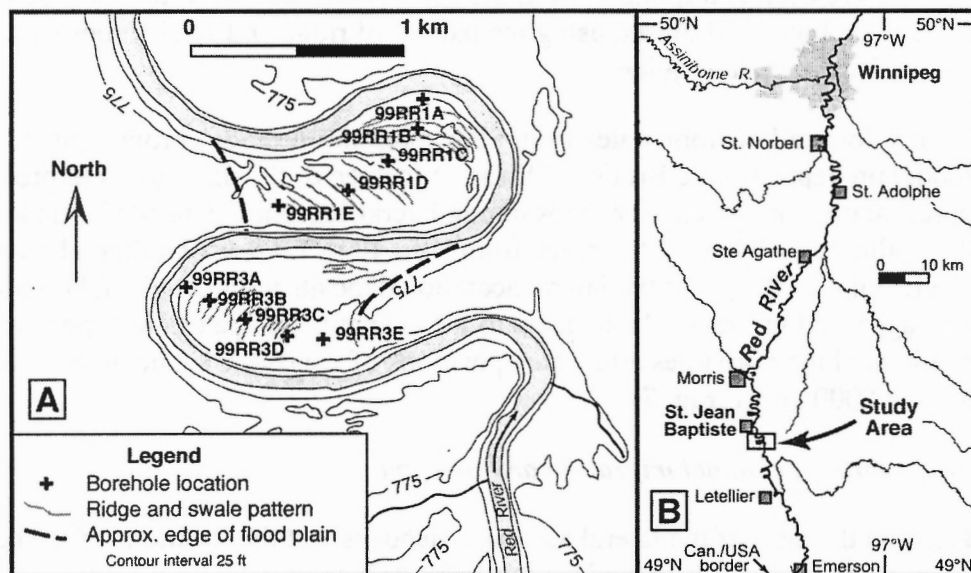 0 1 km
775
775
99RR1A
99RR1B
99RR1C
99RR1D
99RR1E
North
99RR3A
99RR3B
99RR3C
99RR3D
99RR3E
775
A
775
775
775
Red River
Legend
Borehole location
Ridge and swale pattern
Approx. edge of flood plain
Contour interval 25 ft
50°N 50°N
97°W
Assiniboine R.
Winnipeg
St. Norbert
St. Adolphe
Ste Agathe
0 10 km
Red River
Morris
St. Jean
Baptiste
Study
Area
Letellier
B
Can./USA
border
97°W
49°N 49°N
Emerson